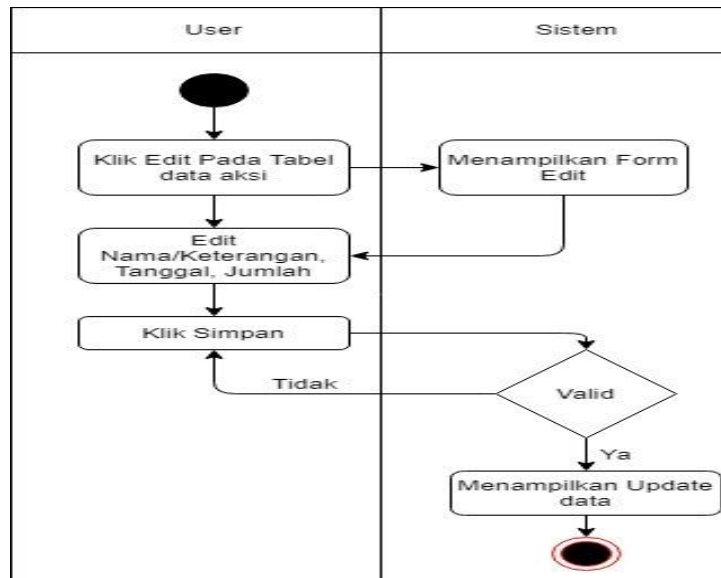 User
Sistem
Klik Edit Pada Tabel
data aksi
Menampilkan Form
Edit
Edit
Nama/Keterangan,
Tanggal, Jumlah
Klik Simpan
Tidak
Valid
Ya
Menampilkan Update
data